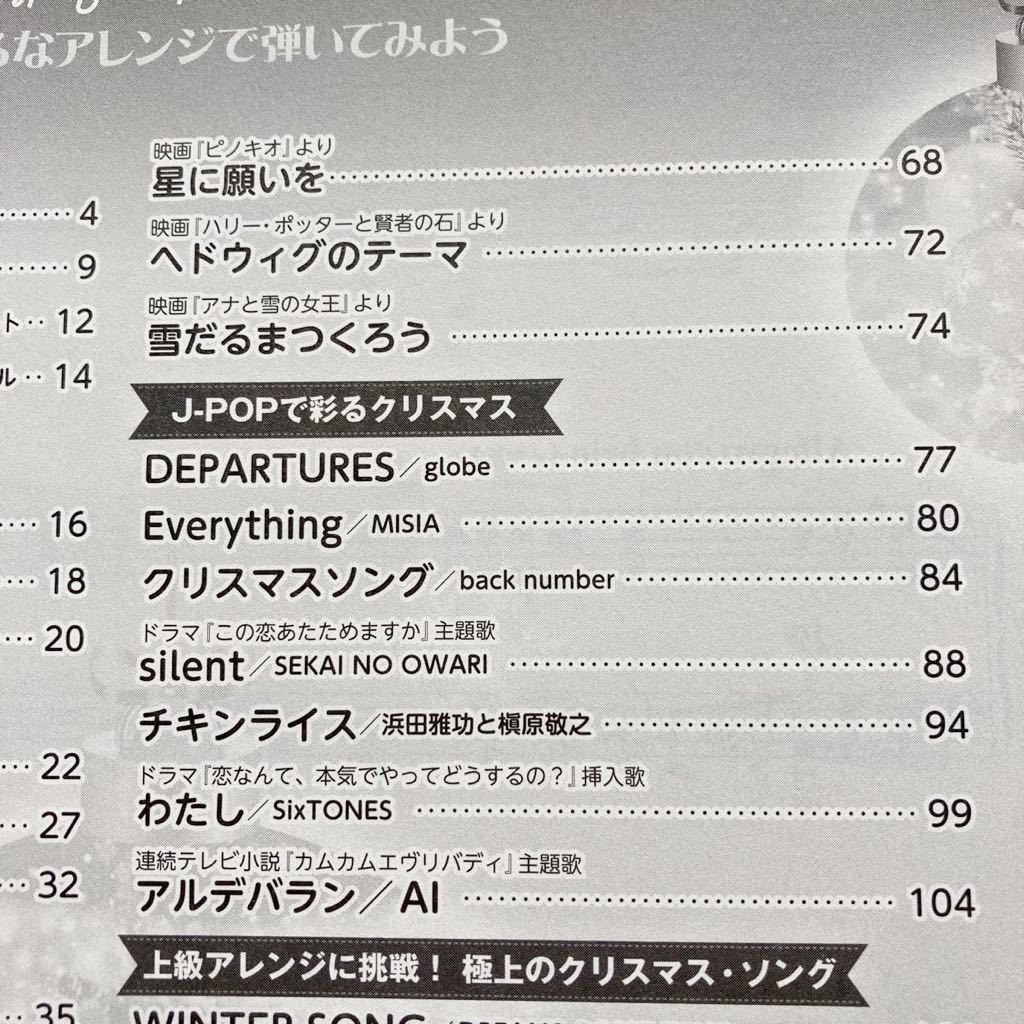 なアレンジで弾いてみよう
4
9
ト‥12
ル‥14
16
18
20
22
27
32
35
映画『ピノキオ』より
星に願いを 68
映画『ハリー・ポッターと賢者の石』より
ヘドウィグのテーマ 72
映画『アナと雪の女王』より
雪だるまつくろう 74
J-POPで彩るクリスマス
DEPARTURES／globe 77
Everything／MISIA 80
クリスマスソング／back number 84
ドラマ『この恋あたためますか』主題歌
silent／SEKAI NO OWARI 88
チキンライス／浜田雅功と槇原敬之 94
ドラマ『恋なんて、本気でやってどうするの？』挿入歌
わたし／SixTONES 99
連続テレビ小説『カムカムエヴリバディ』主題歌
アルデバラン／AI 104
上級アレンジに挑戦！ 極上のクリスマス・ソング
WINTER SONG